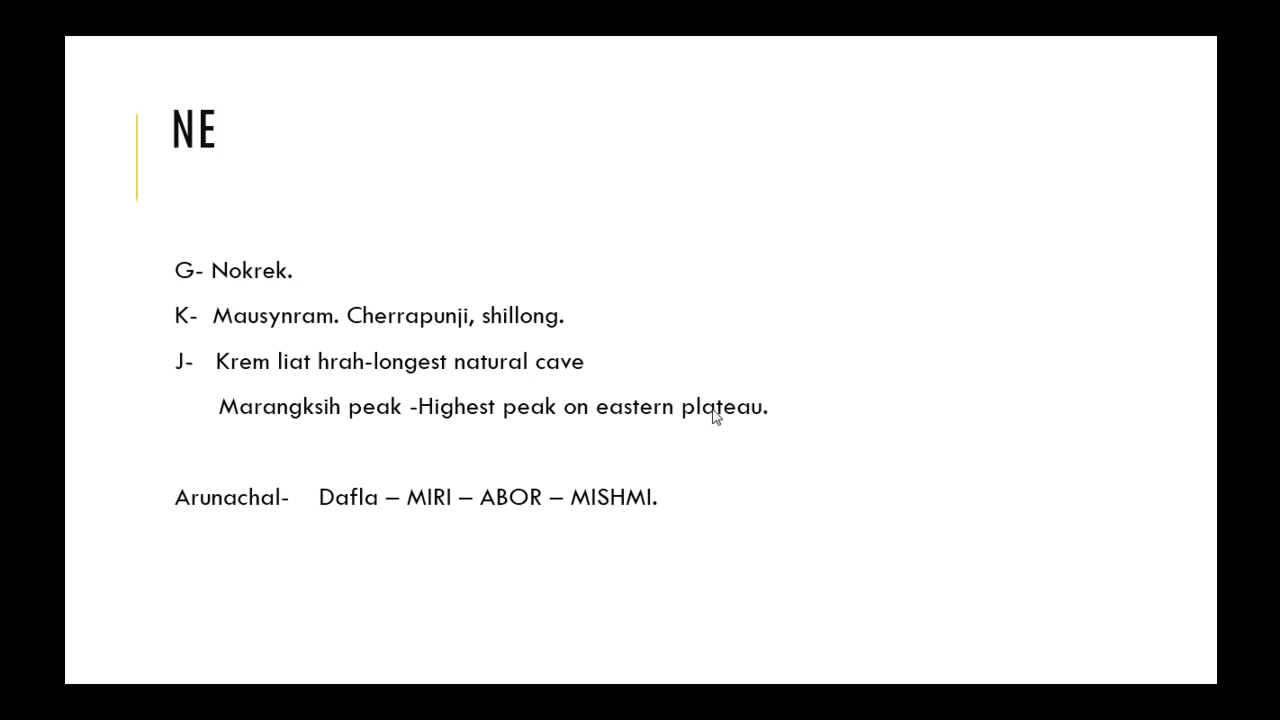 NE
G- Nokrek.
K- Mausynram. Cherrapunji, shillong.
J- Krem liat hrah-longest natural cave
Marangksih peak -Highest peak on eastern plateau.
Arunachal- Dafla – MIRI – ABOR – MISHMI.